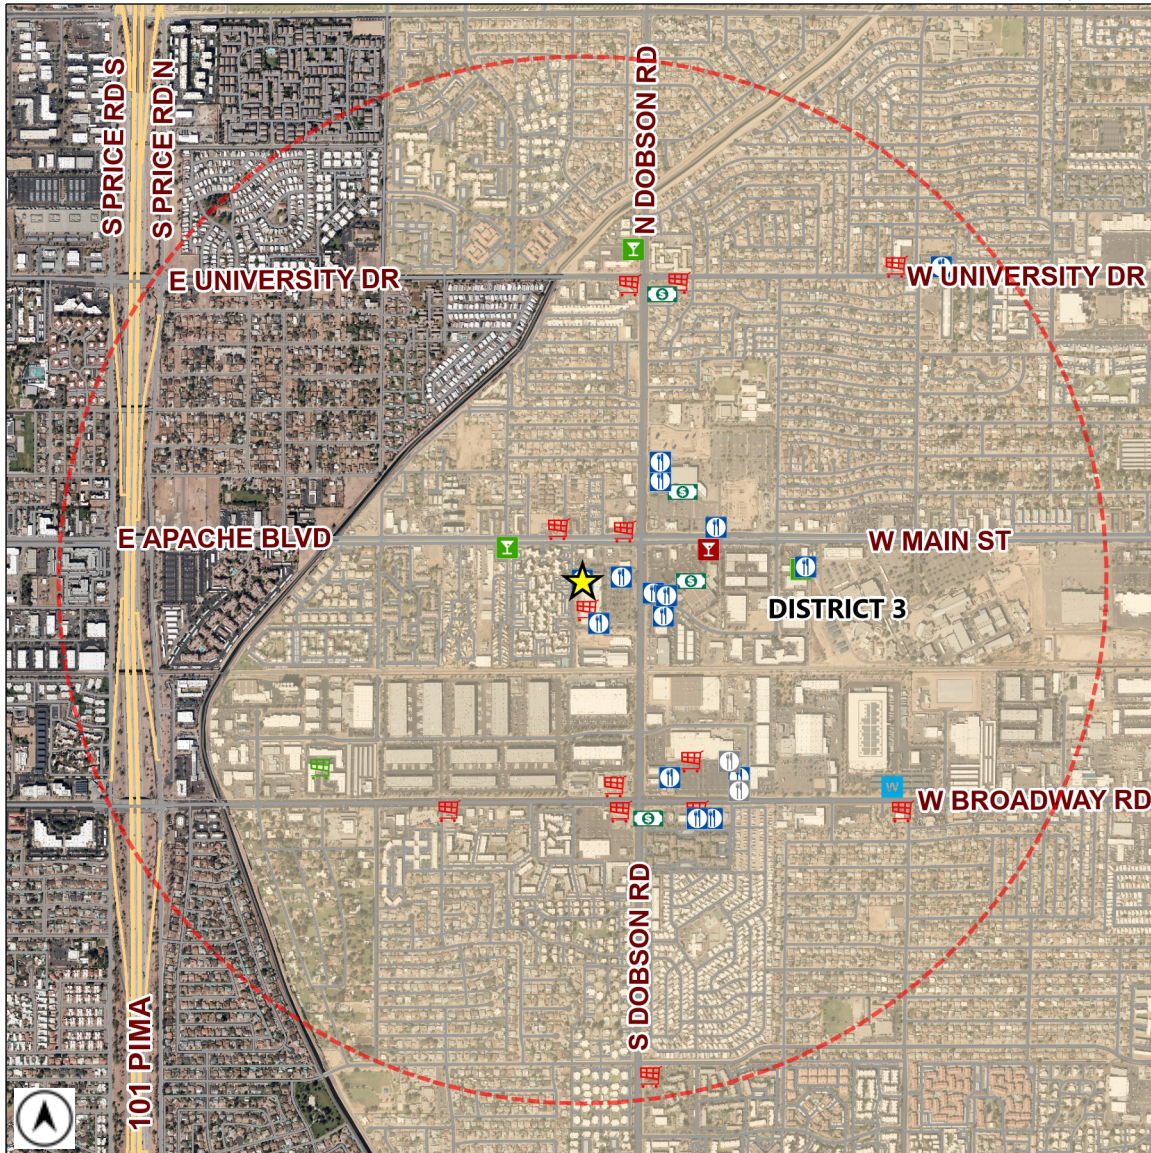 S PRICE RD S
S PRICE RD N
N DOBSON RD
E UNIVERSITY DR
W UNIVERSITY DR
E APACHE BLVD
W MAIN ST
DISTRICT 3
W BROADWAY RD
S DOBSON RD
101 PIMA
W